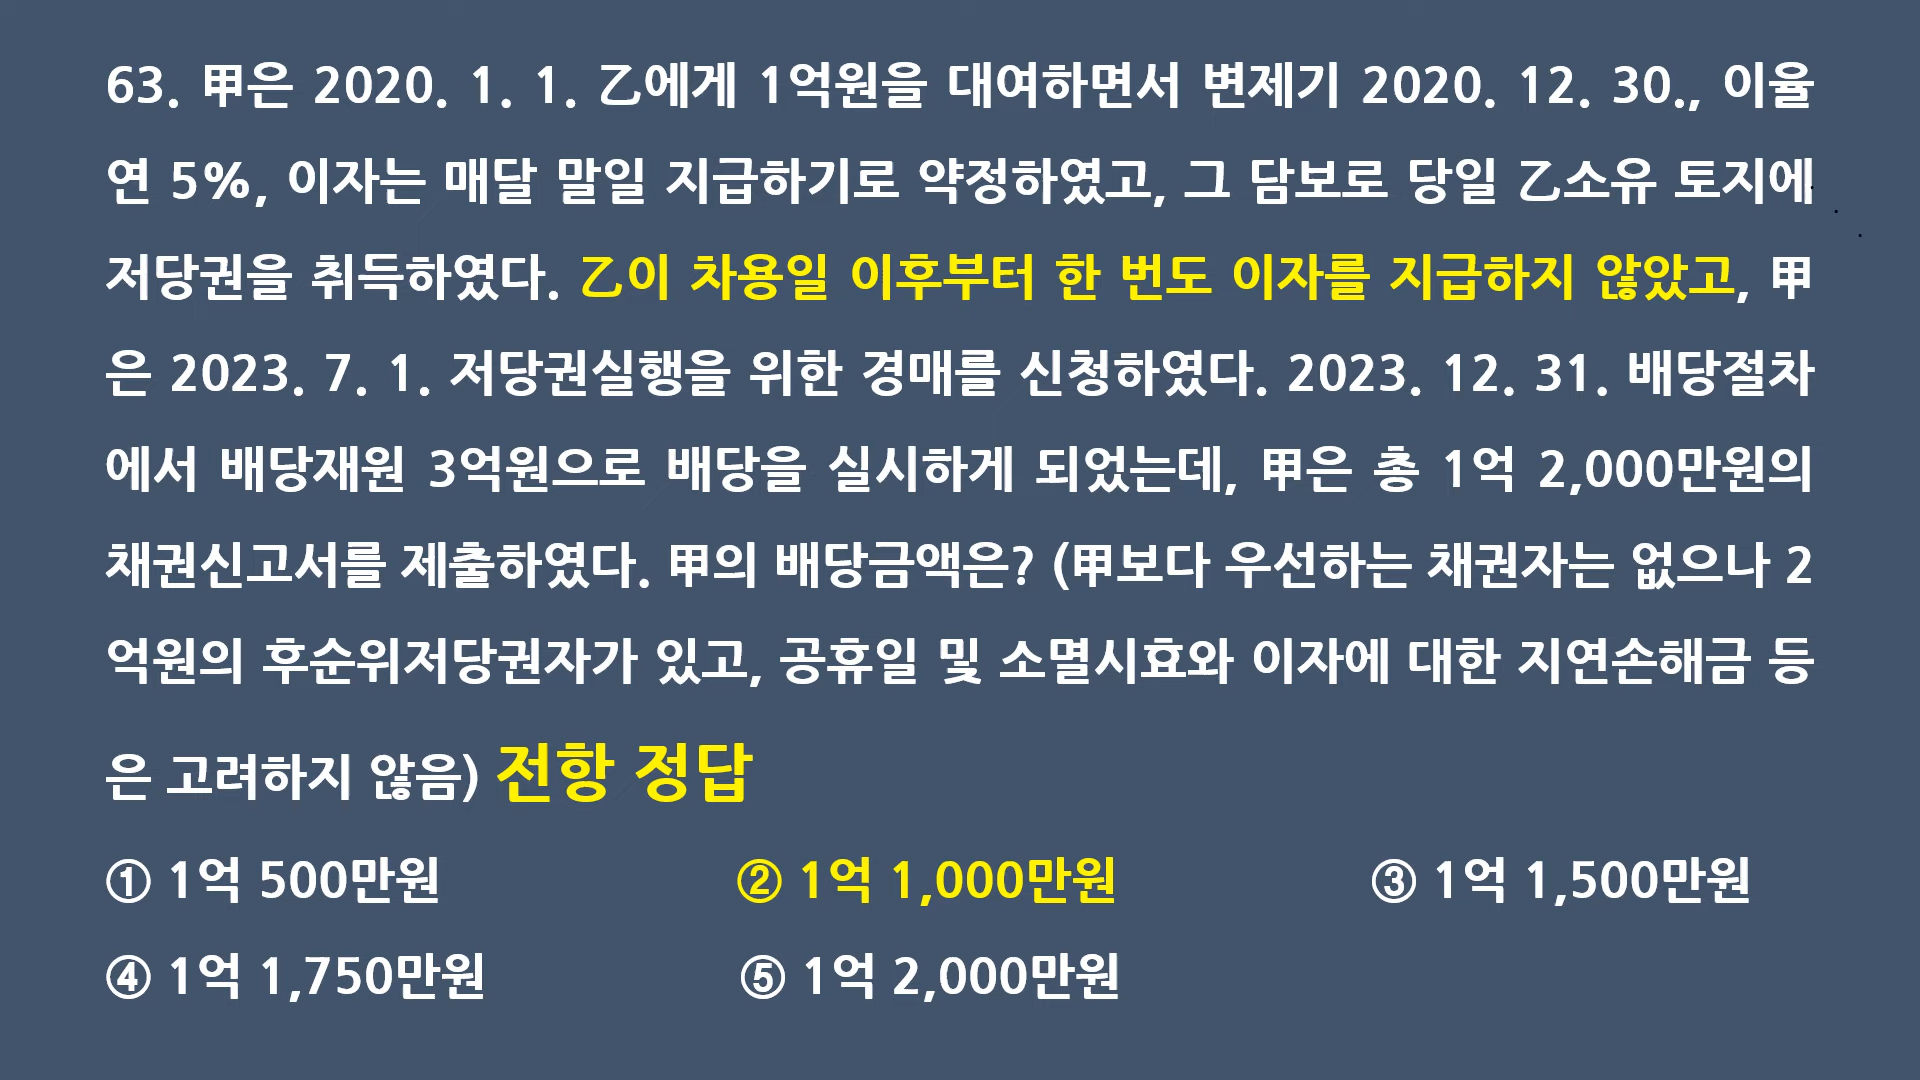 63. 甲은 2020. 1. 1. 乙에게 1억원을 대여하면서 변제기 2020. 12. 30., 이율
연 5%, 이자는 매달 말일 지급하기로 약정하였고, 그 담보로 당일 乙소유 토지에
저당권을 취득하였다. 乙이 차용일 이후부터 한 번도 이자를 지급하지 않았고, 甲
은 2023. 7. 1. 저당권실행을 위한 경매를 신청하였다. 2023. 12. 31. 배당절차
에서 배당재원 3억원으로 배당을 실시하게 되었는데, 甲은 총 1억 2,000만원의
채권신고서를 제출하였다. 甲의 배당금액은? (甲보다 우선하는 채권자는 없으나 2
억원의 후순위저당권자가 있고, 공휴일 및 소멸시효와 이자에 대한 지연손해금 등
은 고려하지 않음) 전항 정답
① 1억 500만원 ② 1억 1,000만원 ③ 1억 1,500만원
④ 1억 1,750만원 ⑤ 1억 2,000만원